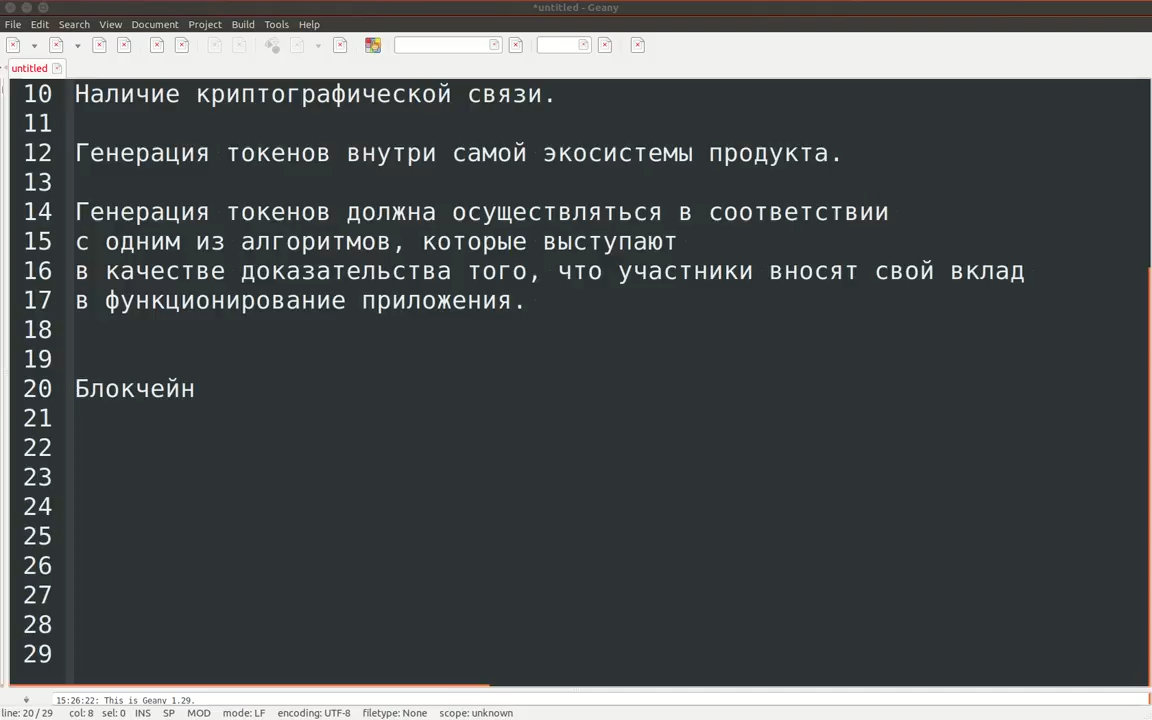 *untitled - Geany
File Edit Search View Document Project Build Tools Help
untitled
10 Наличие криптографической связи.
11
12 Генерация токенов внутри самой экосистемы продукта.
13
14 Генерация токенов должна осуществляться в соответствии
15 с одним из алгоритмов, которые выступают
16 в качестве доказательства того, что участники вносят свой вклад
17 в функционирование приложения.
18
19
20 Блокчейн
21
22
23
24
25
26
27
28
29
15:26:22: This is Geany 1.29.
line: 20 / 29 col: 8 sel: 0 INS SP MOD mode: LF encoding: UTF-8 filetype: None scope: unknown